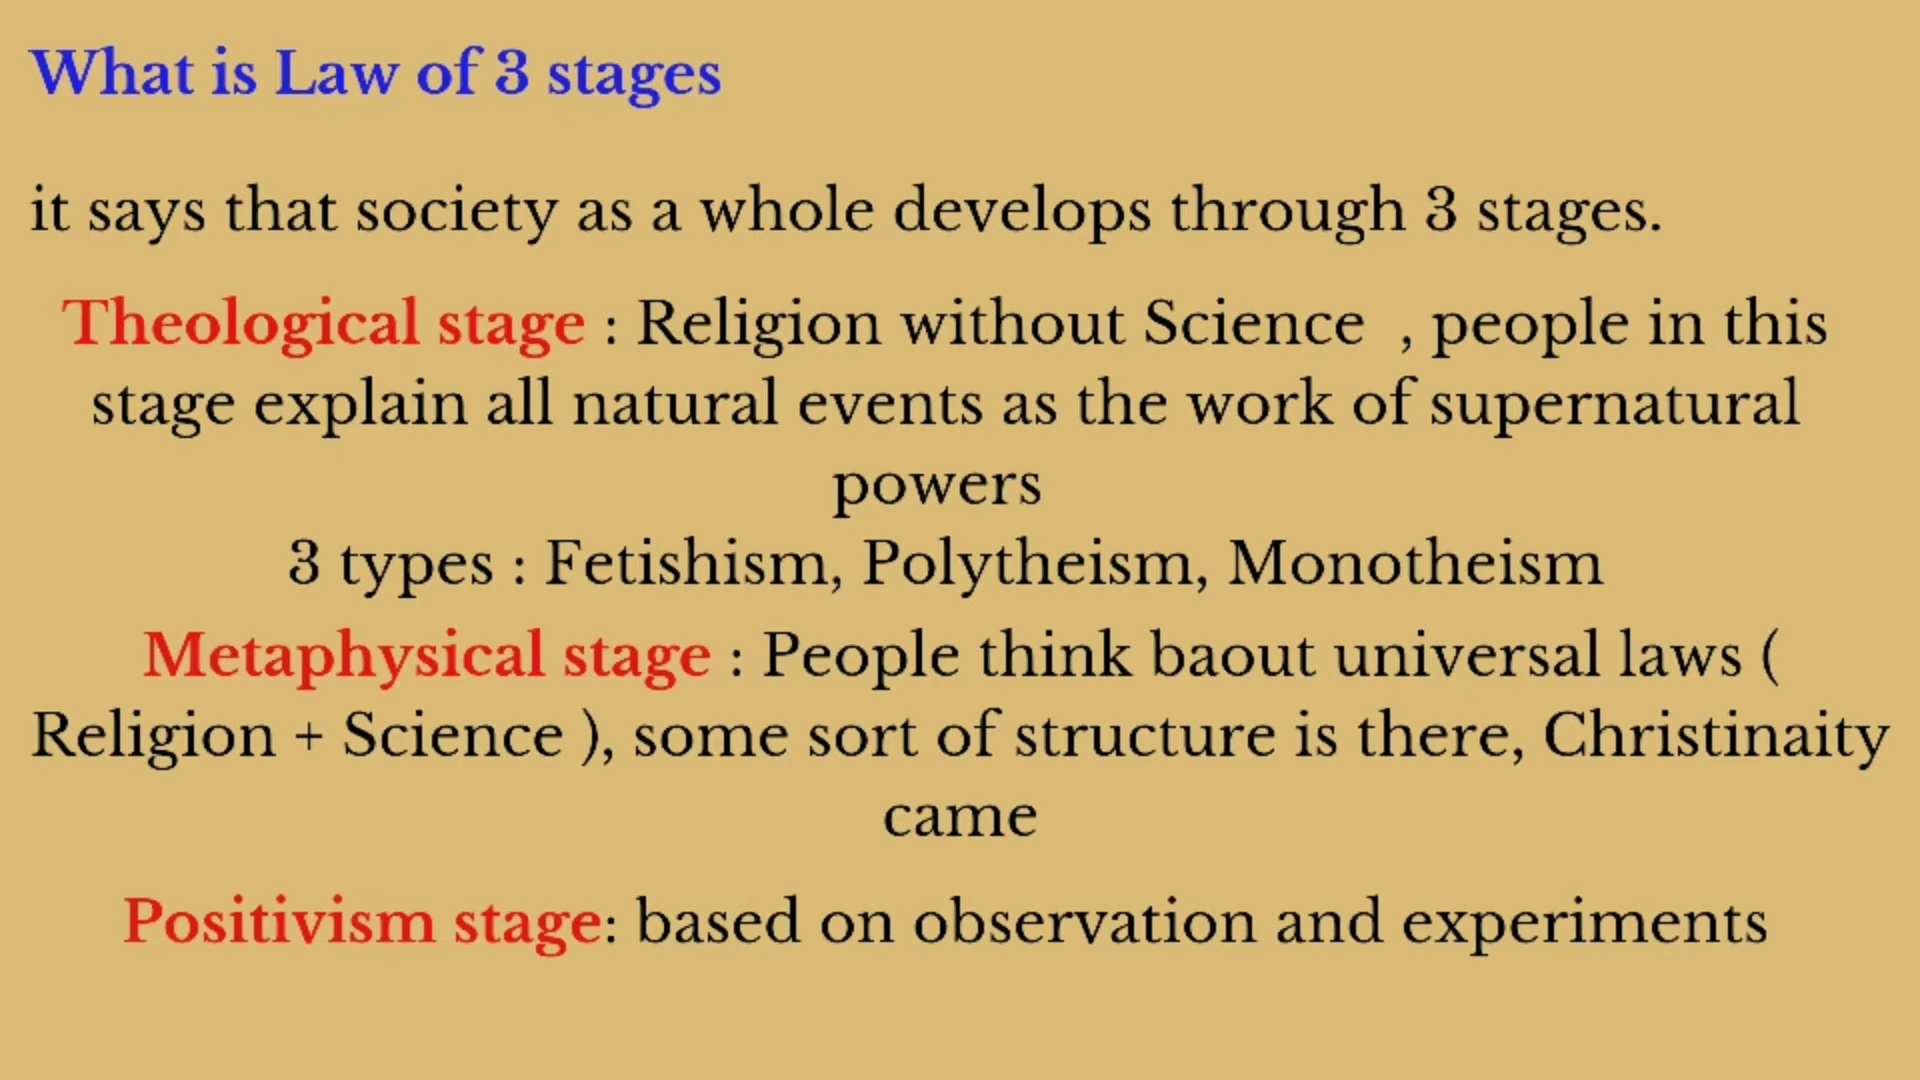 What is Law of 3 stages
it says that society as a whole develops through 3 stages.
Theological stage : Religion without Science , people in this
stage explain all natural events as the work of supernatural
powers
3 types : Fetishism, Polytheism, Monotheism
Metaphysical stage : People think baout universal laws (
Religion + Science ), some sort of structure is there, Christinaity
came
Positivism stage: based on observation and experiments